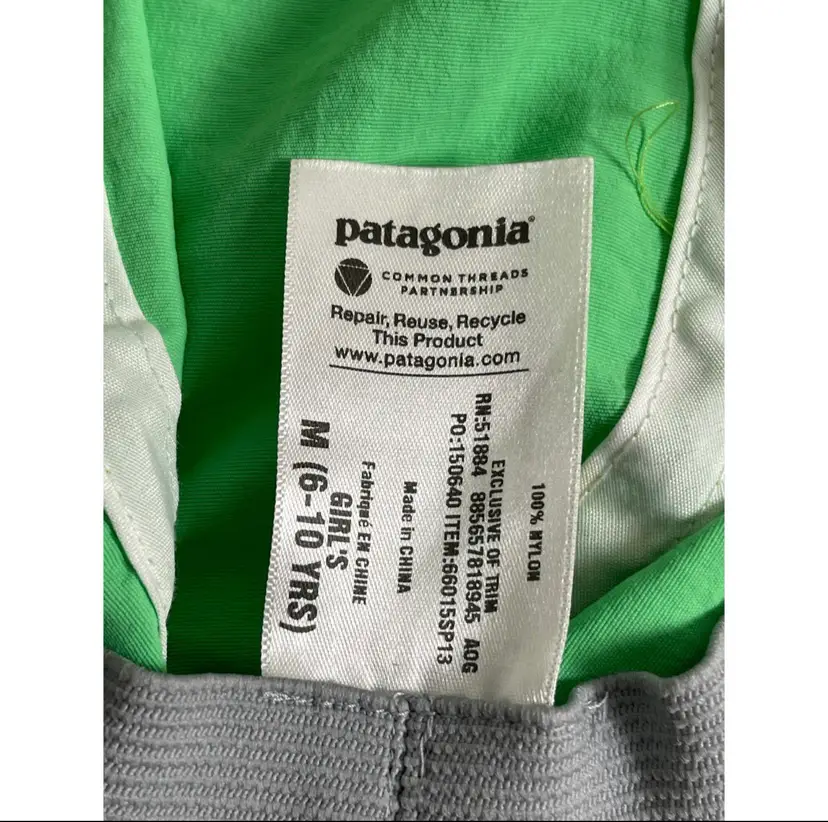 patagonia®
COMMON THREADS
PARTNERSHIP
Repair, Reuse, Recycle
This Product
www.patagonia.com
100% NYLON
EXCLUSIVE OF TRIM
RN:51884 885657818945 AOG
PO:150640 ITEM:66015SP13
Made in CHINA
Fabriqué EN CHINE
GIRL'S
M (6-10 YRS)